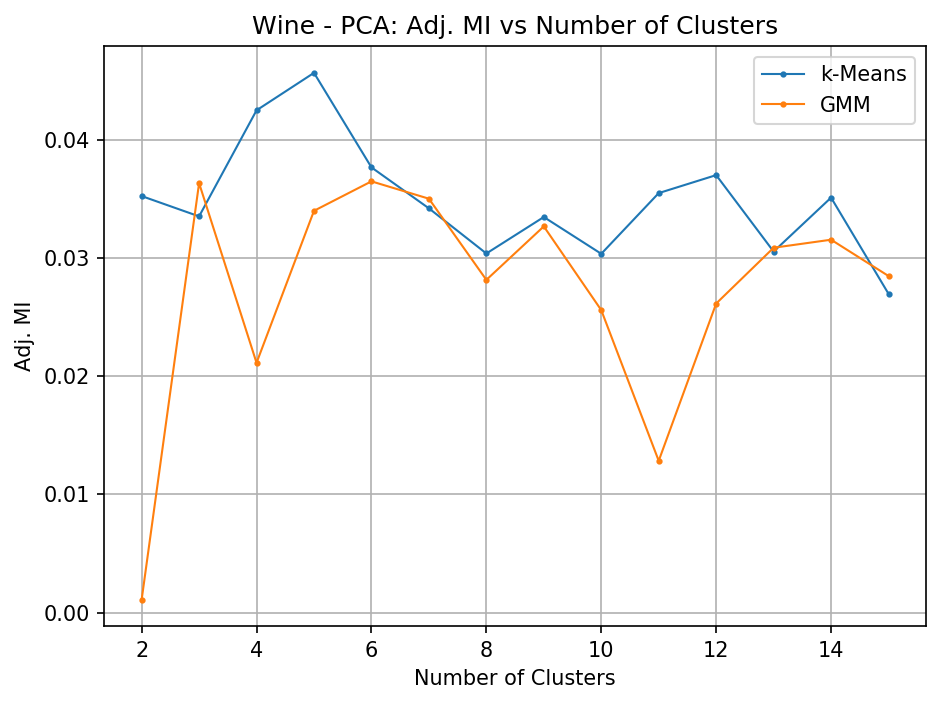 Wine - PCA: Adj. MI vs Number of Clusters
k-Means
GMM
Adj. MI
0.04
0.03
0.02
0.01
0.00
2 4 6 8 10 12 14
Number of Clusters